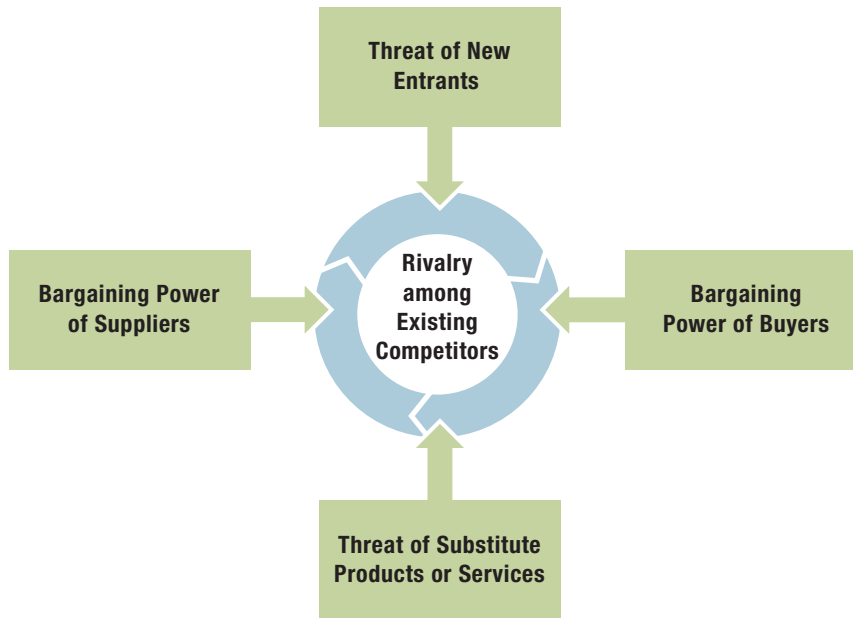 Threat of New
Entrants
Bargaining Power
of Suppliers
Rivalry
among
Existing
Competitors
Bargaining
Power of Buyers
Threat of Substitute
Products or Services